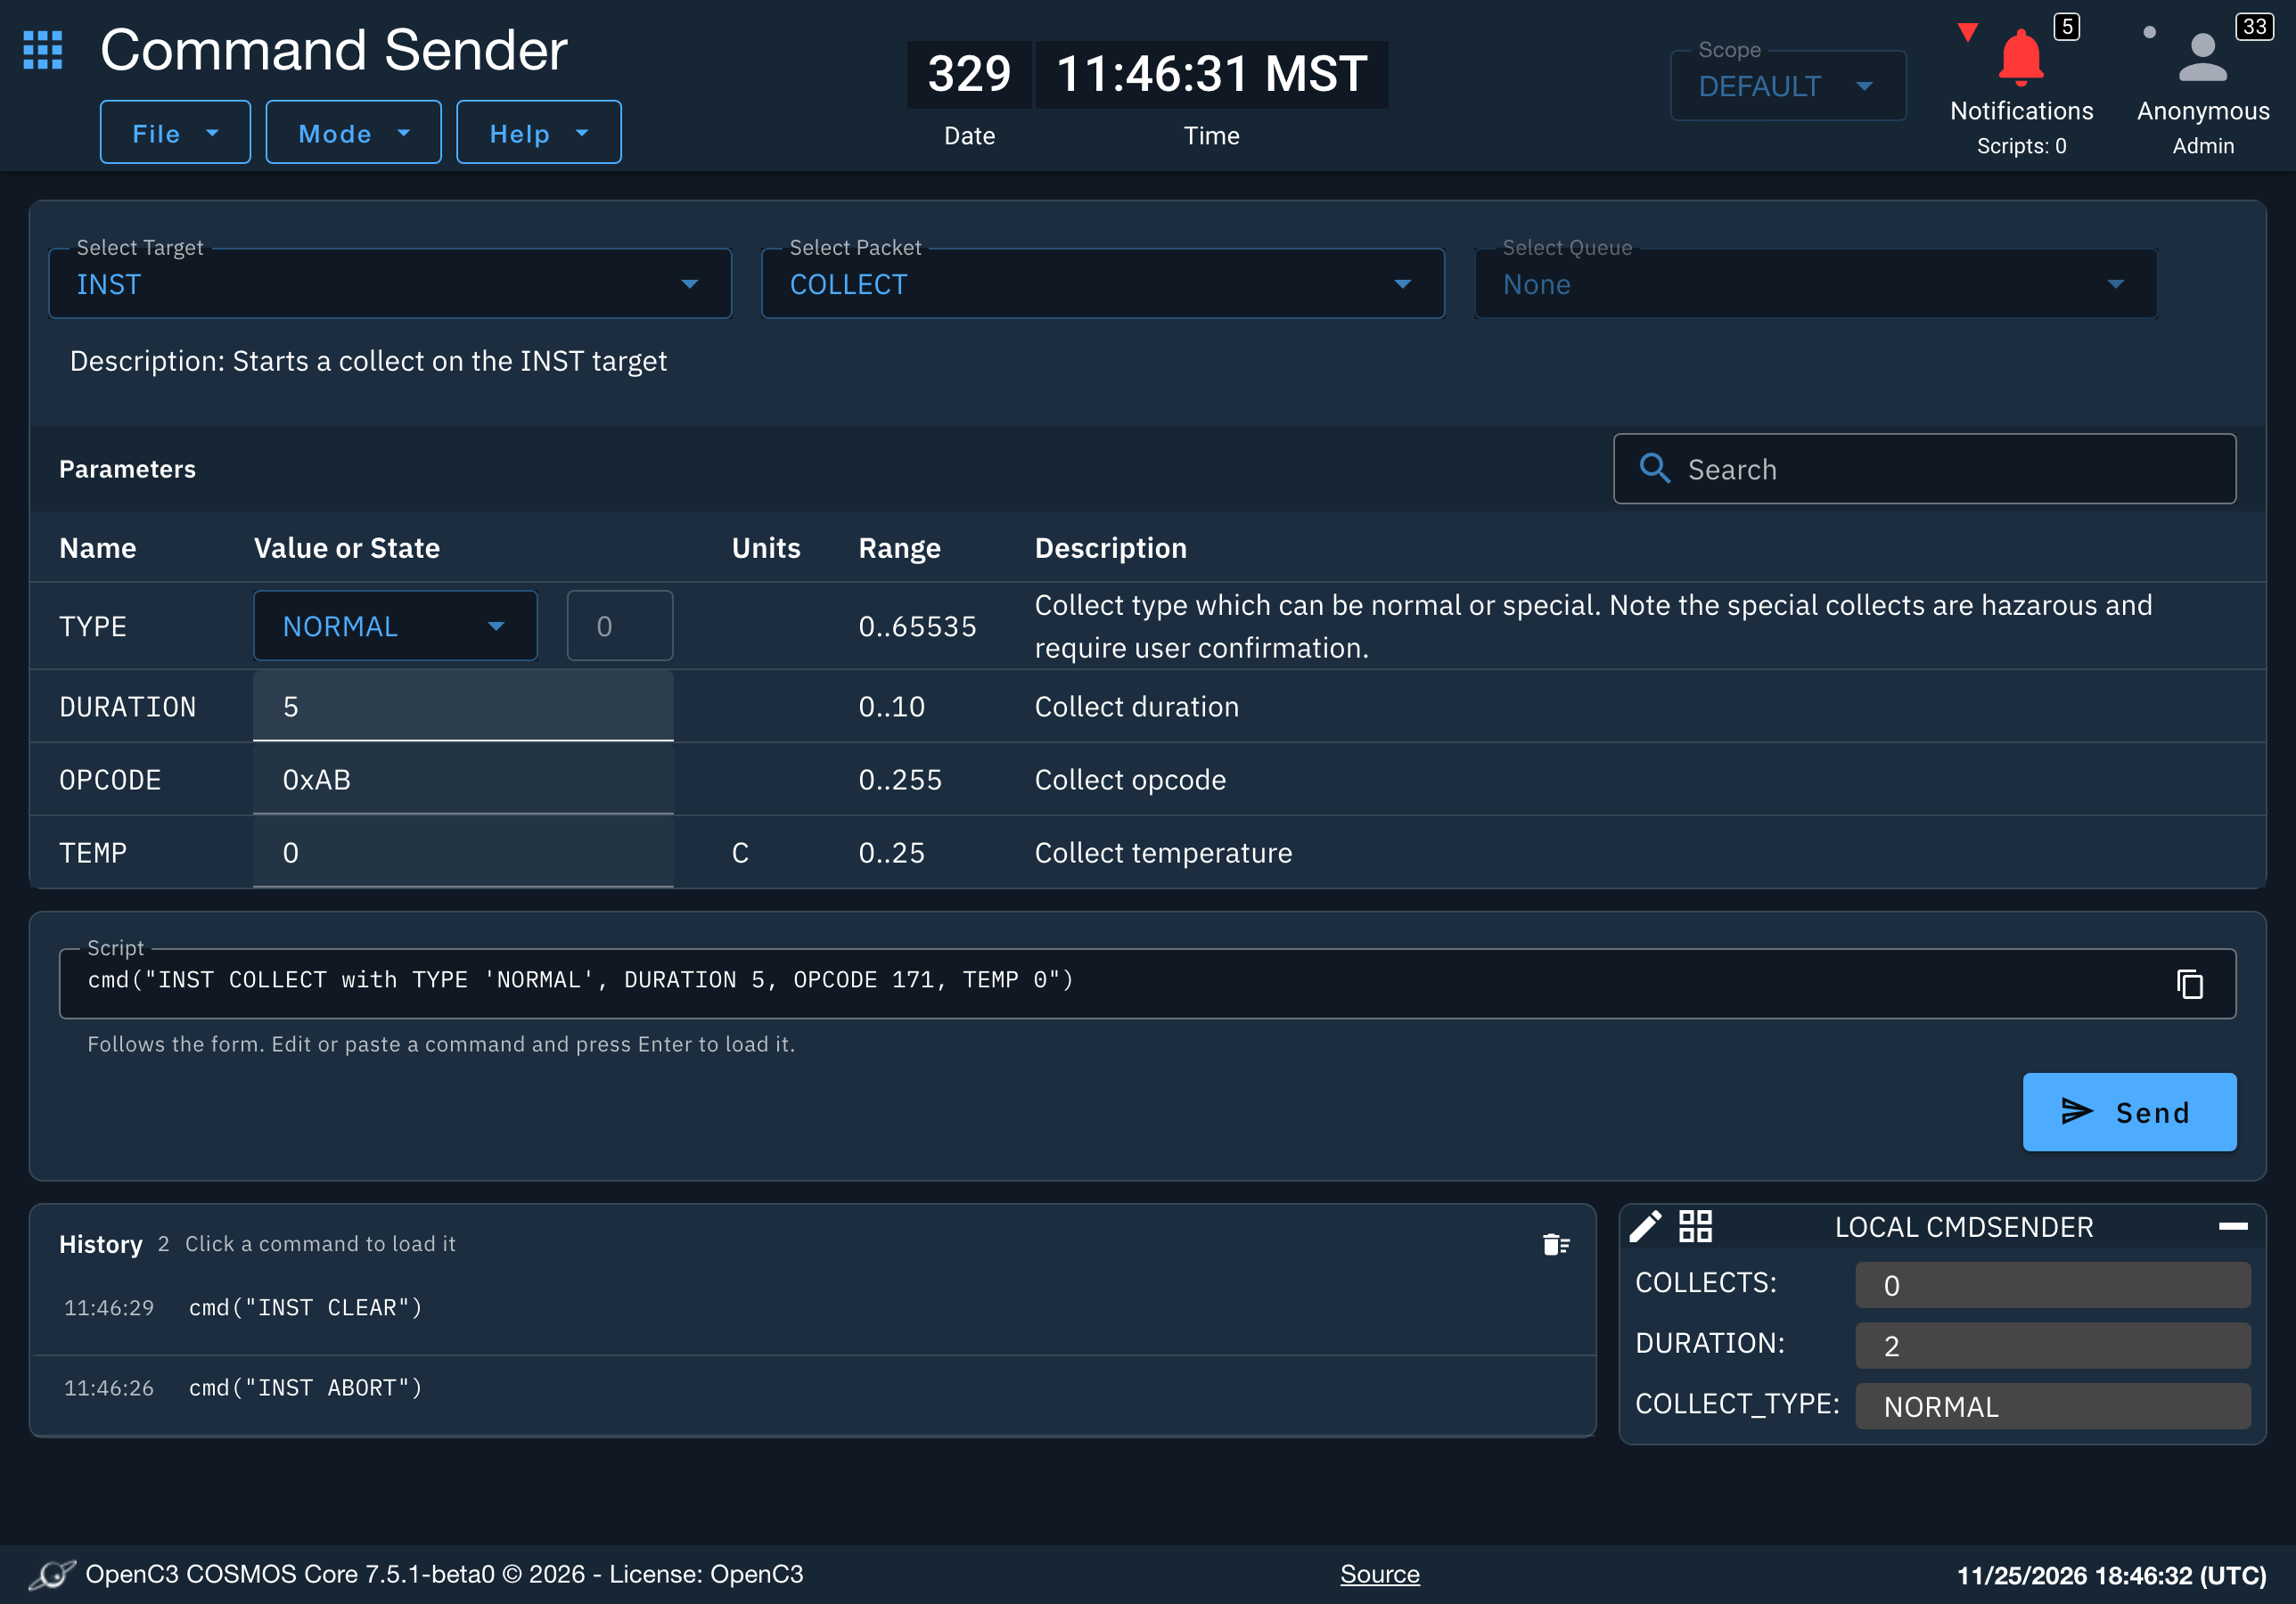 Command Sender
File
Mode
Help
329
11:46:31 MST
Date
Time
Scope
DEFAULT
5
Notifications
Scripts: 0
33
Anonymous
Admin
Select Target
INST
Select Packet
COLLECT
Select Queue
None
Description: Starts a collect on the INST target
Parameters
Search
Name Value or State Units Range Description
TYPE NORMAL 0 0..65535 Collect type which can be normal or special. Note the special collects are hazarous and
require user confirmation.
DURATION 5 0..10 Collect duration
OPCODE 0xAB 0..255 Collect opcode
TEMP 0 C 0..25 Collect temperature
Script
cmd("INST COLLECT with TYPE 'NORMAL', DURATION 5, OPCODE 171, TEMP 0")
Follows the form. Edit or paste a command and press Enter to load it.
Send
History 2 Click a command to load it
11:46:29 cmd("INST CLEAR")
11:46:26 cmd("INST ABORT")
LOCAL CMDSENDER
COLLECTS: 0
DURATION: 2
COLLECT_TYPE: NORMAL
OpenC3 COSMOS Core 7.5.1-beta0 © 2026 - License: OpenC3
Source
11/25/2026 18:46:32 (UTC)